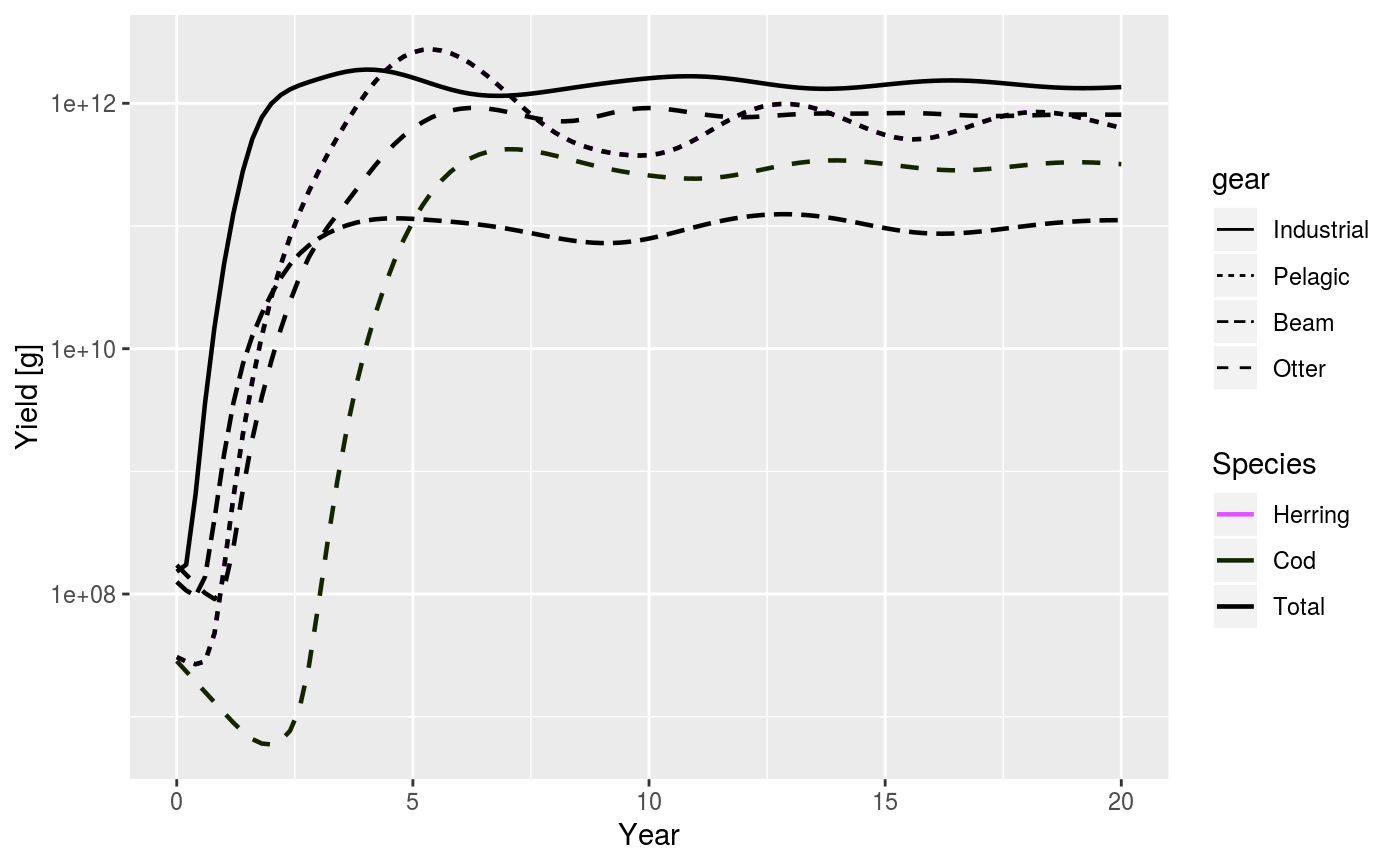 1e+12
1e+10
1e+08
Yield [g]
0 5 10 15 20
Year
gear
Industrial
Pelagic
Beam
Otter
Species
Herring
Cod
Total